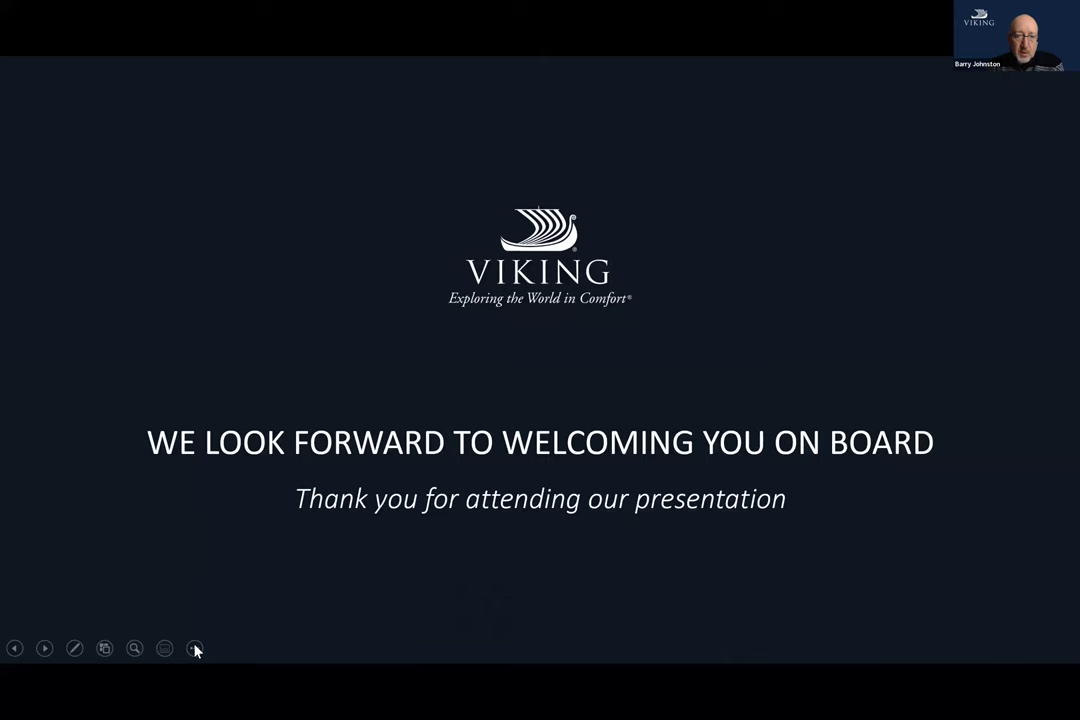 VIKING
Barry Johnston
VIKING
Exploring the World in Comfort®
WE LOOK FORWARD TO WELCOMING YOU ON BOARD
Thank you for attending our presentation